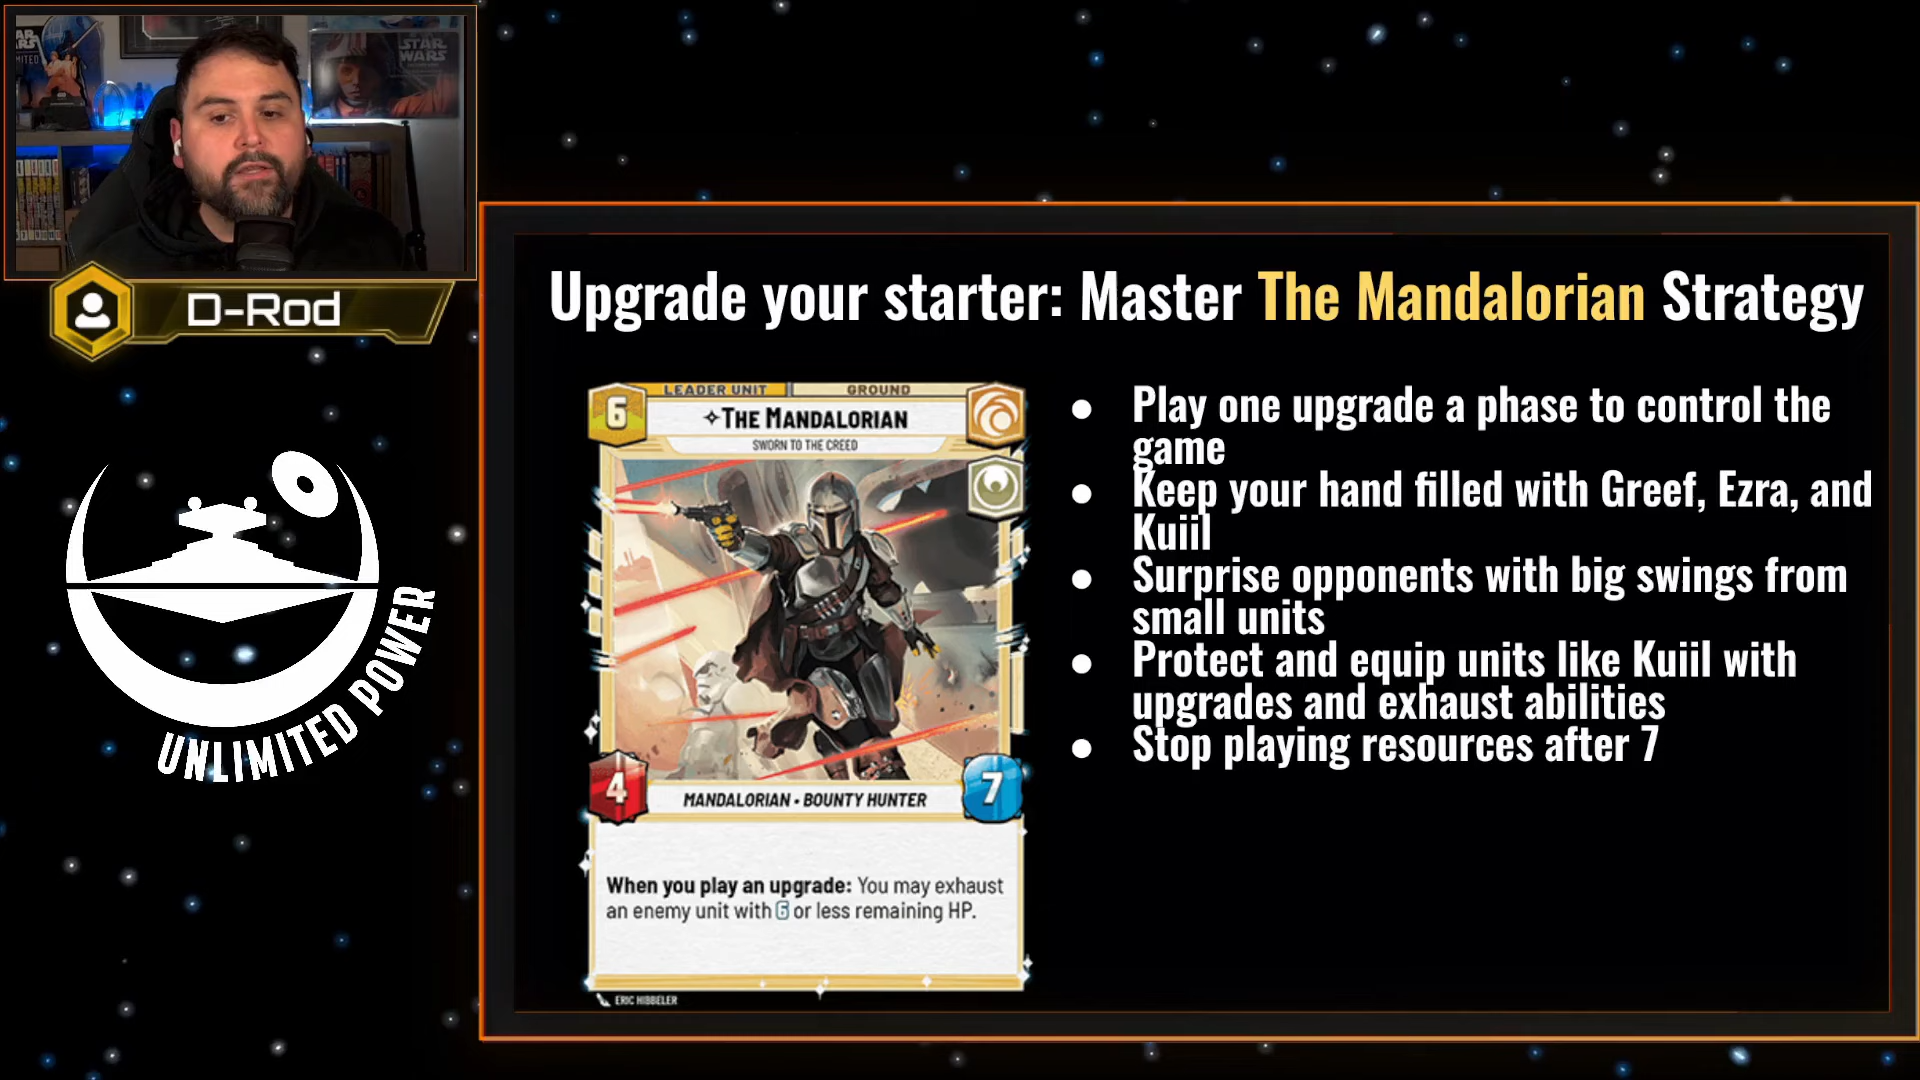 STAR
WARS
D-Rod
UNLIMITED POWER
Upgrade your starter: Master The Mandalorian Strategy
LEADER UNIT
GROUND
6
THE MANDALORIAN
SWORN TO THE CREED
4
7
MANDALORIAN • BOUNTY HUNTER
When you play an upgrade: You may exhaust
an enemy unit with 6 or less remaining HP.
ERIC HIBBELER
● Play one upgrade a phase to control the
game
● Keep your hand filled with Greef, Ezra, and
Kuiil
● Surprise opponents with big swings from
small units
● Protect and equip units like Kuiil with
upgrades and exhaust abilities
● Stop playing resources after 7